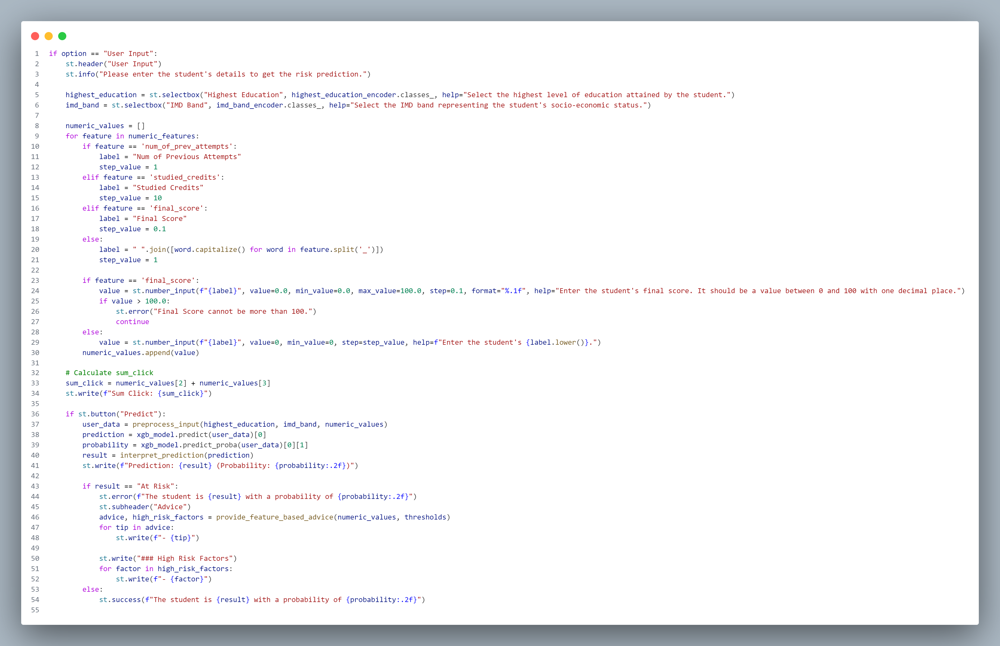 1 if option == "User Input":
2     st.header("User Input")
3     st.info("Please enter the student's details to get the risk prediction.")
4
5     highest_education = st.selectbox("Highest Education", highest_education_encoder.classes_, help="Select the highest level of education attained by the student.")
6     imd_band = st.selectbox("IMD Band", imd_band_encoder.classes_, help="Select the IMD band representing the student's socio-economic status.")
7
8     numeric_values = []
9     for feature in numeric_features:
10         if feature == 'num_of_prev_attempts':
11             label = "Num of Previous Attempts"
12             step_value = 1
13         elif feature == 'studied_credits':
14             label = "Studied Credits"
15             step_value = 10
16         elif feature == 'final_score':
17             label = "Final Score"
18             step_value = 0.1
19         else:
20             label = " ".join([word.capitalize() for word in feature.split('_')])
21             step_value = 1
22
23         if feature == 'final_score':
24             value = st.number_input(f"{label}", value=0.0, min_value=0.0, max_value=100.0, step=0.1, format="%.1f", help="Enter the student's final score. It should be a value between 0 and 100 with one decimal place.")
25             if value > 100.0:
26                 st.error("Final Score cannot be more than 100.")
27                 continue
28         else:
29             value = st.number_input(f"{label}", value=0, min_value=0, step=step_value, help=f"Enter the student's {label.lower()}.")
30         numeric_values.append(value)
31
32     # Calculate sum_click
33     sum_click = numeric_values[2] + numeric_values[3]
34     st.write(f"Sum Click: {sum_click}")
35
36     if st.button("Predict"):
37         user_data = preprocess_input(highest_education, imd_band, numeric_values)
38         prediction = xgb_model.predict(user_data)[0]
39         probability = xgb_model.predict_proba(user_data)[0][1]
40         result = interpret_prediction(prediction)
41         st.write(f"Prediction: {result} (Probability: {probability:.2f})")
42
43         if result == "At Risk":
44             st.error(f"The student is {result} with a probability of {probability:.2f}")
45             st.subheader("Advice")
46             advice, high_risk_factors = provide_feature_based_advice(numeric_values, thresholds)
47             for tip in advice:
48                 st.write(f"- {tip}")
49
50             st.write("### High Risk Factors")
51             for factor in high_risk_factors:
52                 st.write(f"- {factor}")
53         else:
54             st.success(f"The student is {result} with a probability of {probability:.2f}")
55